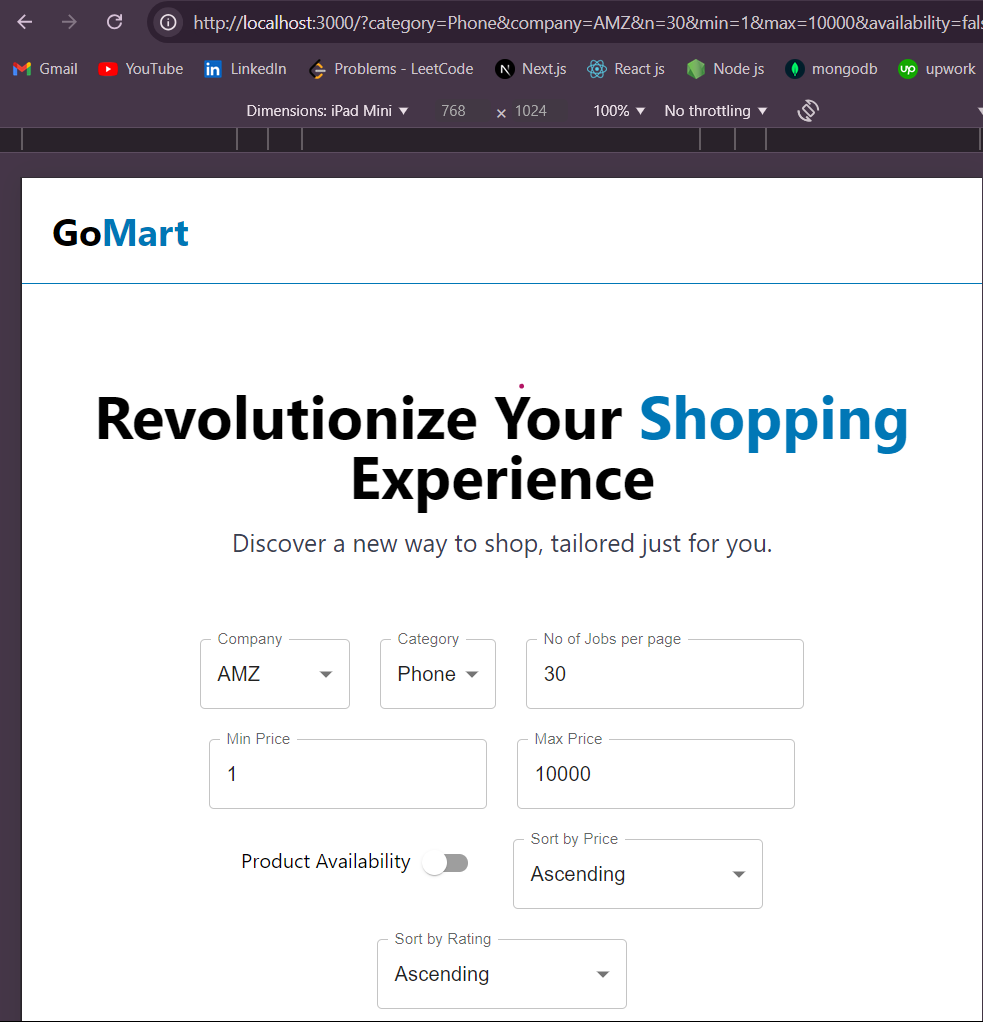 http://localhost:3000/?category=Phone&company=AMZ&n=30&min=1&max=10000&availability=fals
Gmail YouTube LinkedIn Problems - LeetCode Next.js React js Node js mongodb upwork
Dimensions: iPad Mini 768 × 1024 100% No throttling
GoMart
Revolutionize Your Shopping
Experience
Discover a new way to shop, tailored just for you.
Company Category No of Jobs per page
AMZ Phone 30
Min Price Max Price
1 10000
Sort by Price
Product Availability Ascending
Sort by Rating
Ascending